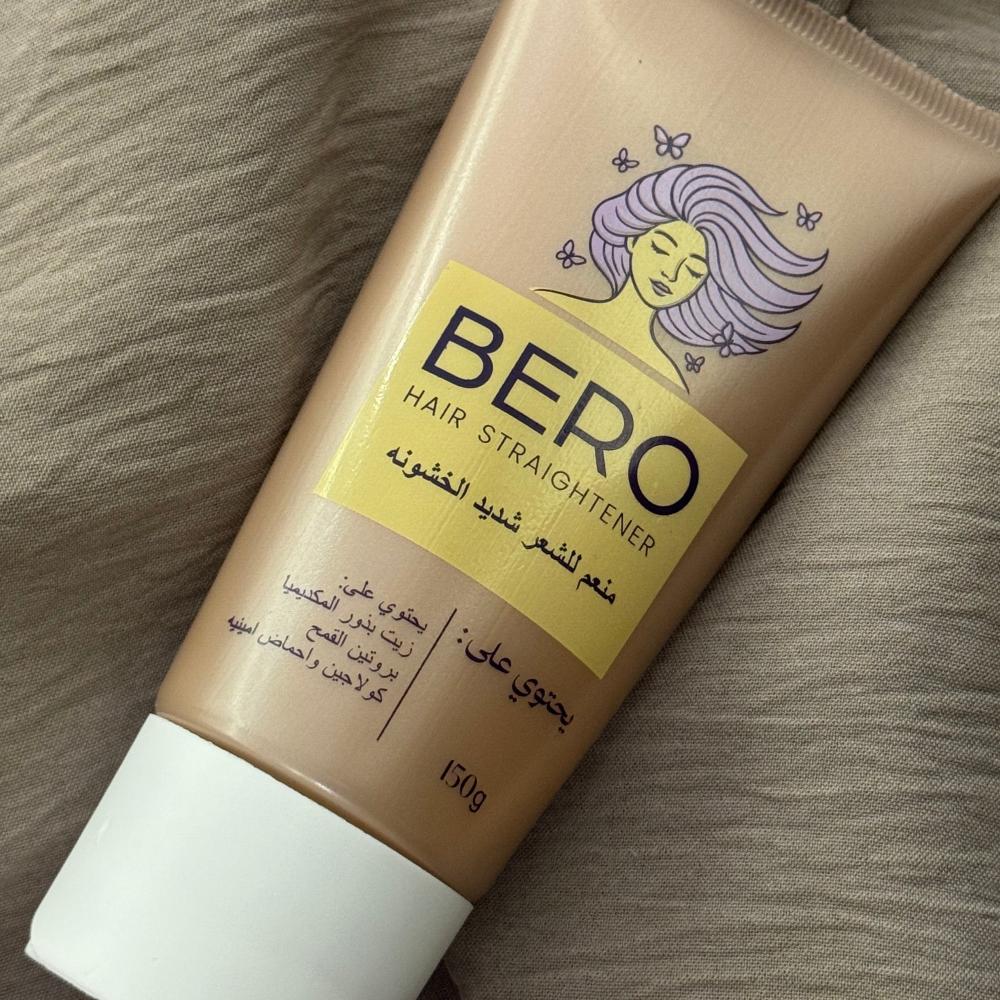 BERO
HAIR STRAIGHTENER
منعم للشعر شديد الخشونه
يحتوي على:
يحتوي على:
زيت بذور المكديميا
بروتين القمح
كولاجين واحماض امينيه
150g